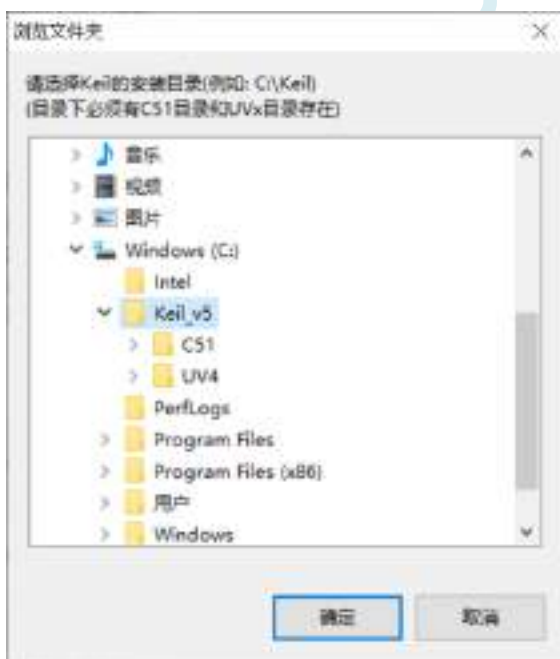 浏览文件夹
请选择Keil的安装目录(例如: C:\Keil)
(目录下必须有C51目录和UVx目录存在)
音乐
视频
图片
Windows (C:)
Intel
Keil_v5
C51
UV4
PerfLogs
Program Files
Program Files (x86)
用户
Windows
确定
取消